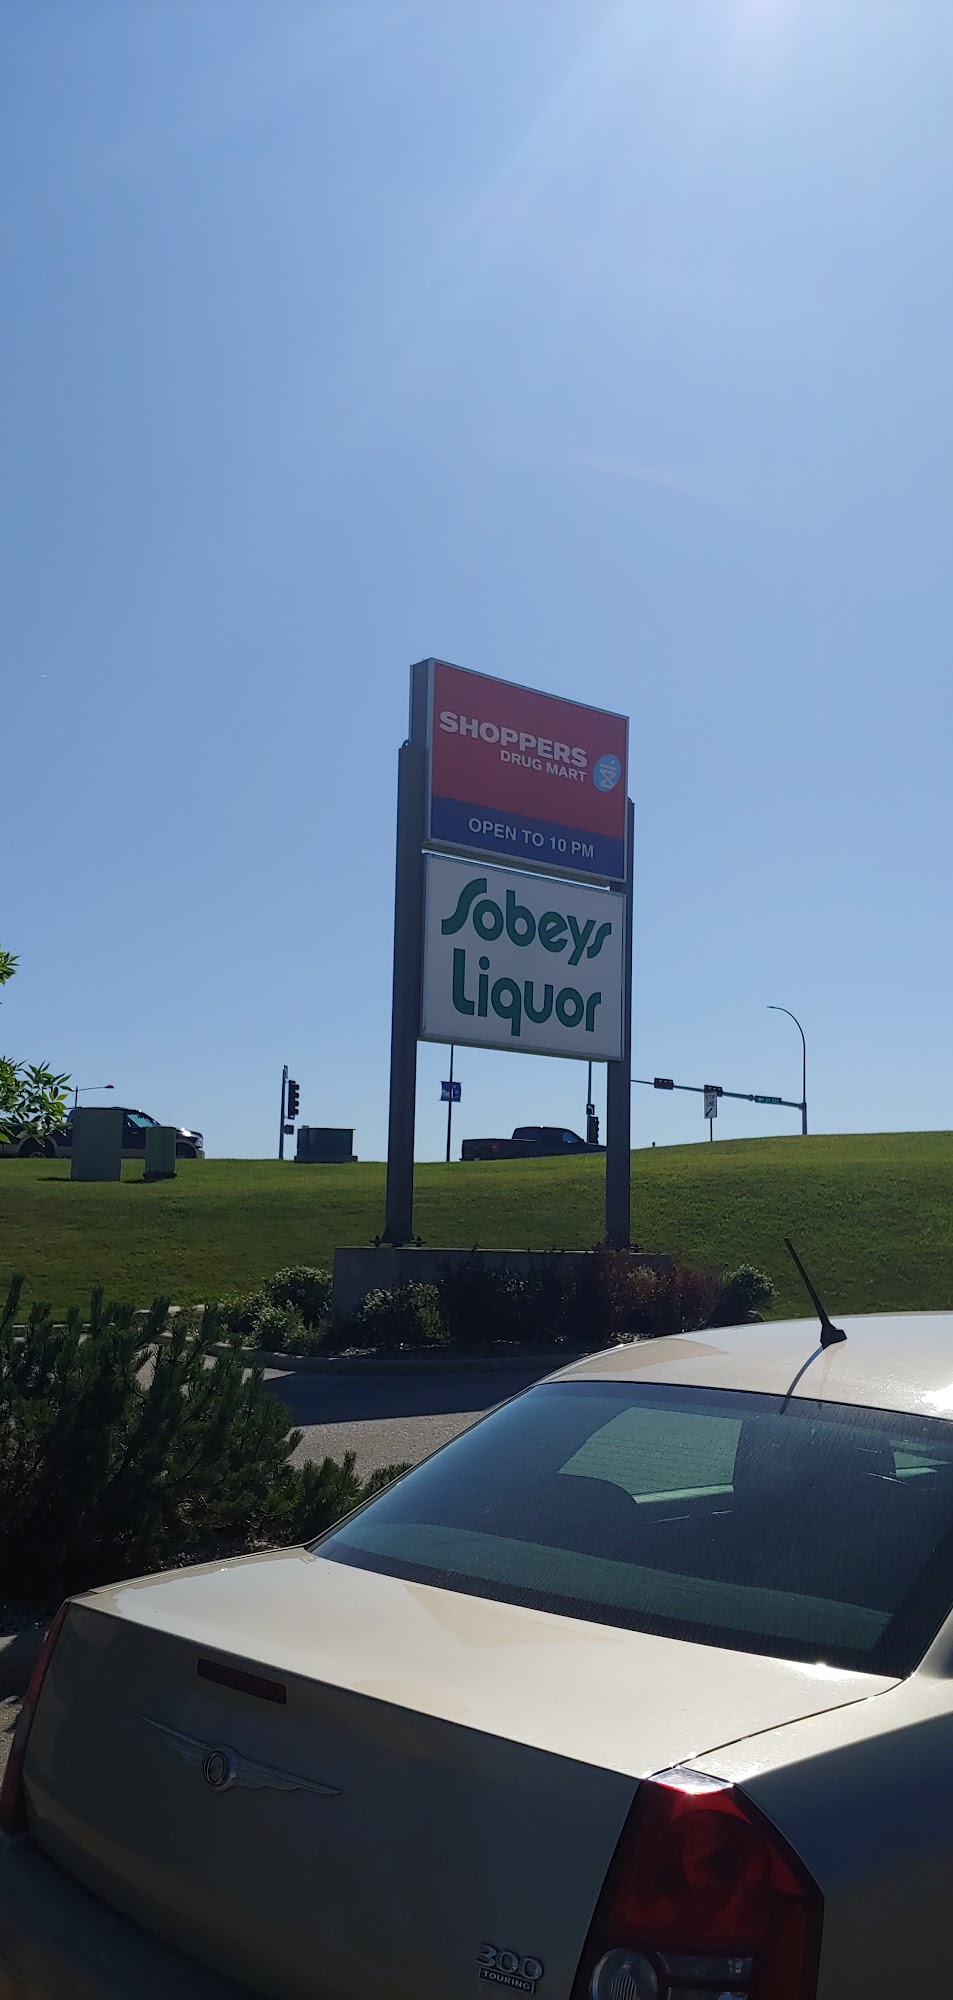 SHOPPERS
DRUG MART
OPEN TO 10 PM
Sobeys
Liquor
300
TOURING